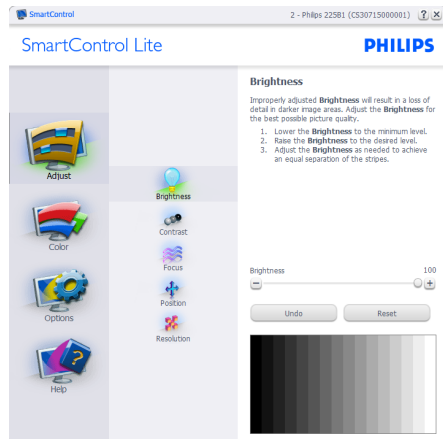 SmartControl
2 - Philips 225B1 (CS30715000001)
SmartControl Lite
PHILIPS
Adjust
Color
Options
Help
Brightness
Contrast
Focus
Position
Resolution
Brightness
Improperly adjusted Brightness will result in a loss of
detail in darker image areas. Adjust the Brightness for
the best possible picture quality.
1. Lower the Brightness to the minimum level.
2. Raise the Brightness to the desired level.
3. Adjust the Brightness as needed to achieve
an equal separation of the stripes.
Brightness 100
Undo
Reset